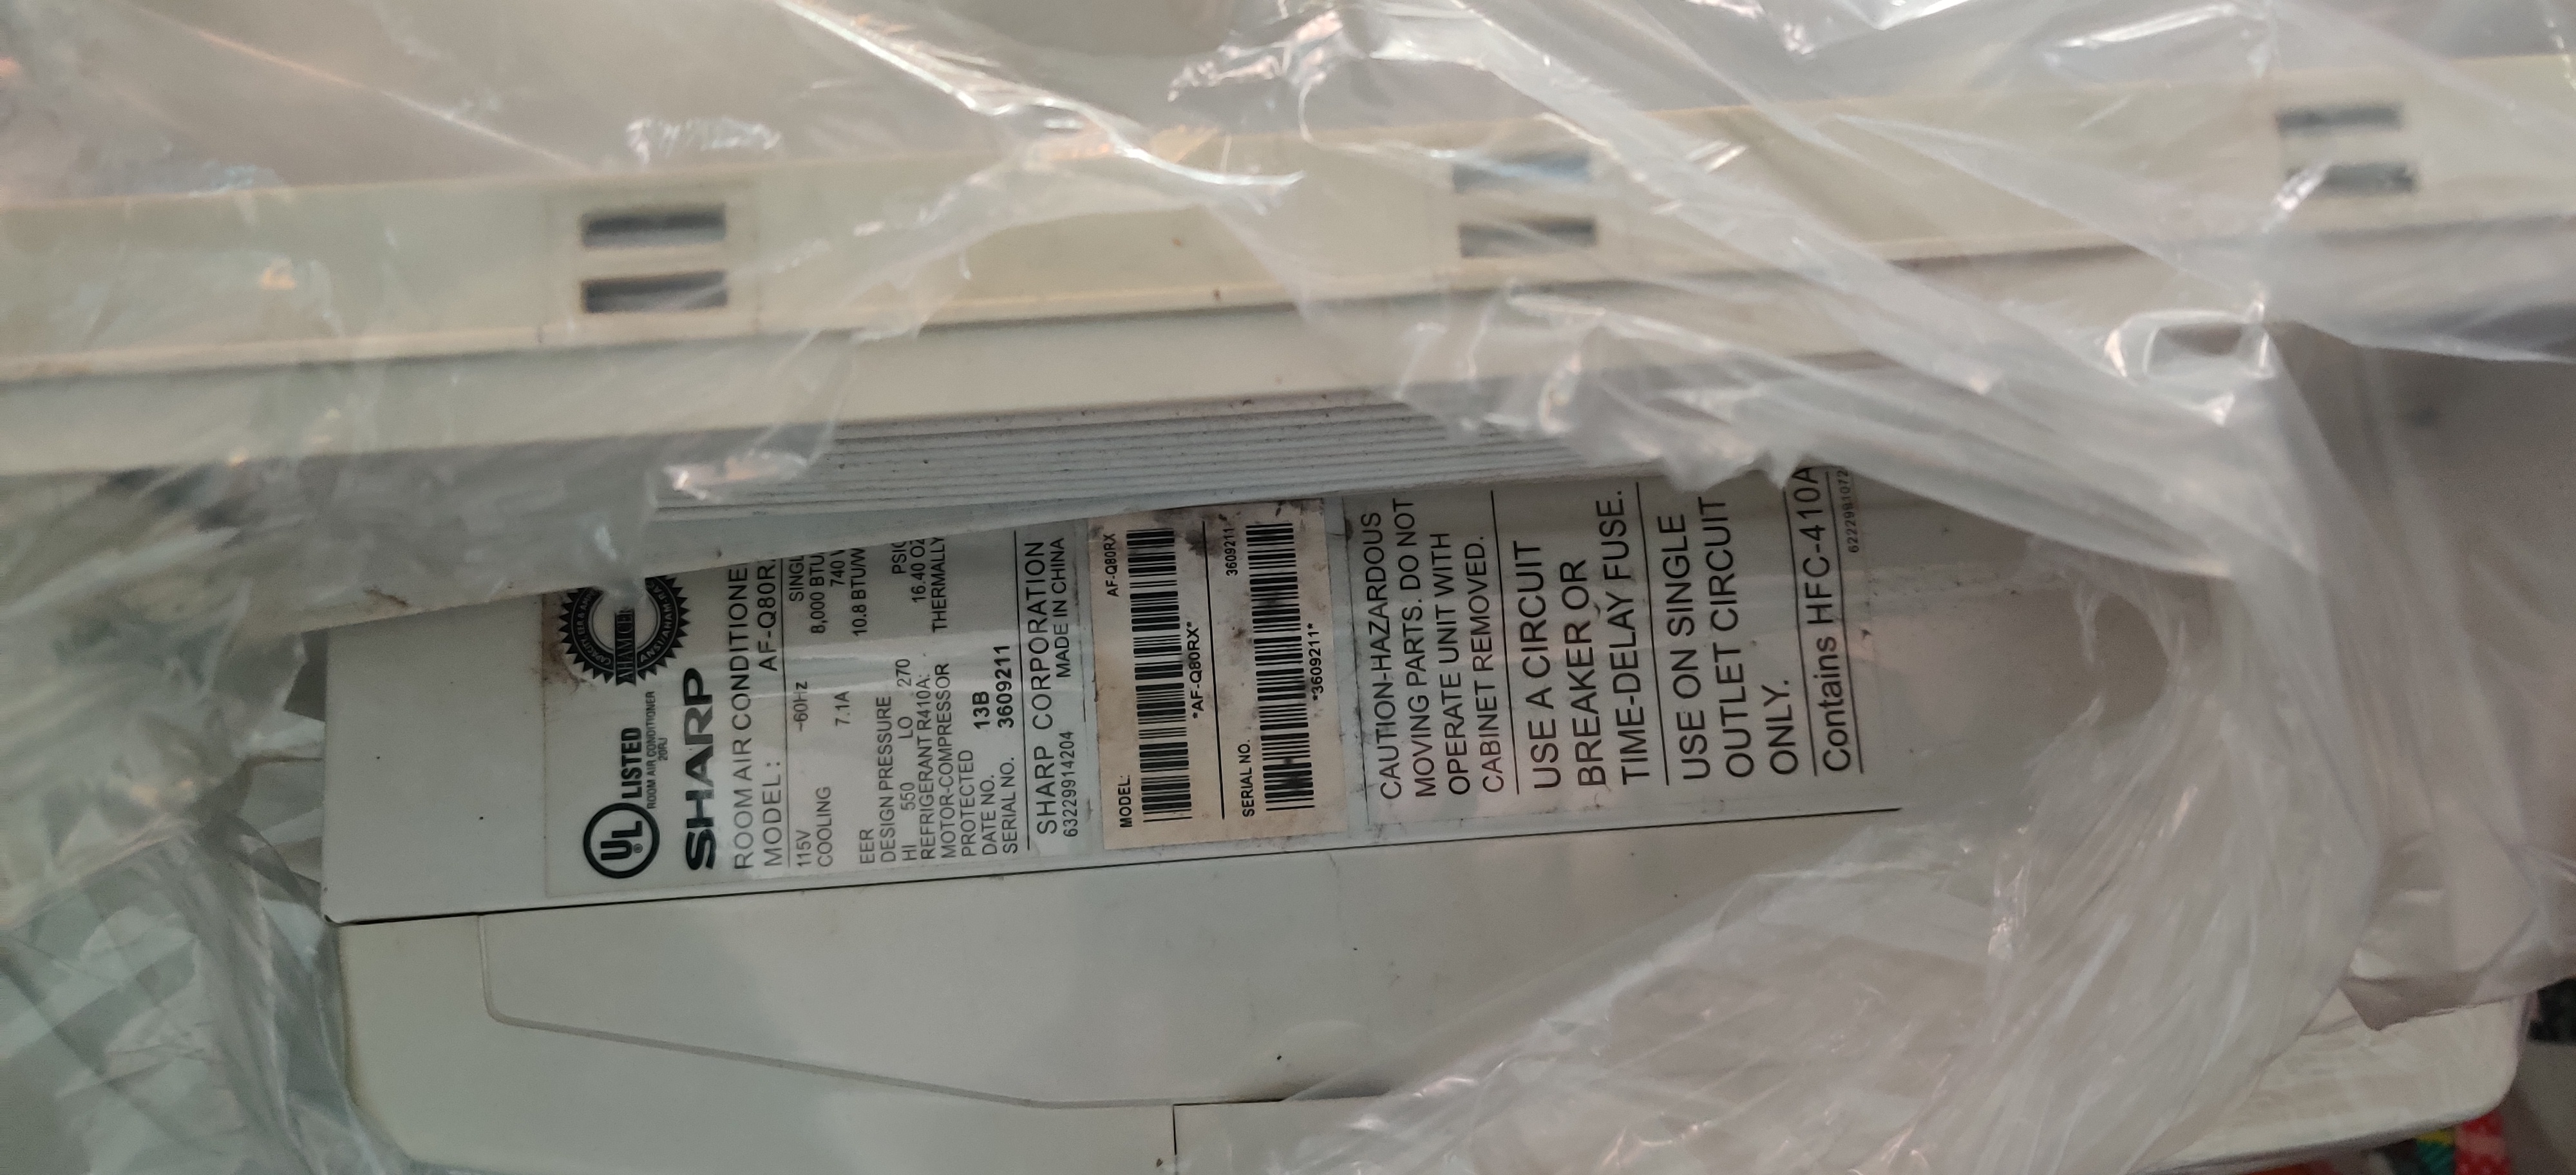 UL LISTED
ROOM AIR CONDITIONER
SHARP
ROOM AIR CONDITIONE
MODEL: AF-Q80R
115V ~60Hz SINGL
COOLING 8,000 BTU
7.1A 740
EER 10.8 BTU/W
DESIGN PRESSURE
HI 550 LO 270 PSIG
REFRIGERANT R410A: 16.40 OZ
MOTOR-COMPRESSOR THERMALLY
PROTECTED
DATE NO. 13B
SERIAL NO. 3609211
SHARP CORPORATION
63229914204 MADE IN CHINA
MODEL: AF-Q80RX
*AF-Q80RX*
SERIAL NO. 3609211
*3609211*
CAUTION-HAZARDOUS
MOVING PARTS. DO NOT
OPERATE UNIT WITH
CABINET REMOVED.
USE A CIRCUIT
BREAKER OR
TIME-DELAY FUSE.
USE ON SINGLE
OUTLET CIRCUIT
ONLY.
Contains HFC-410A
6222991072